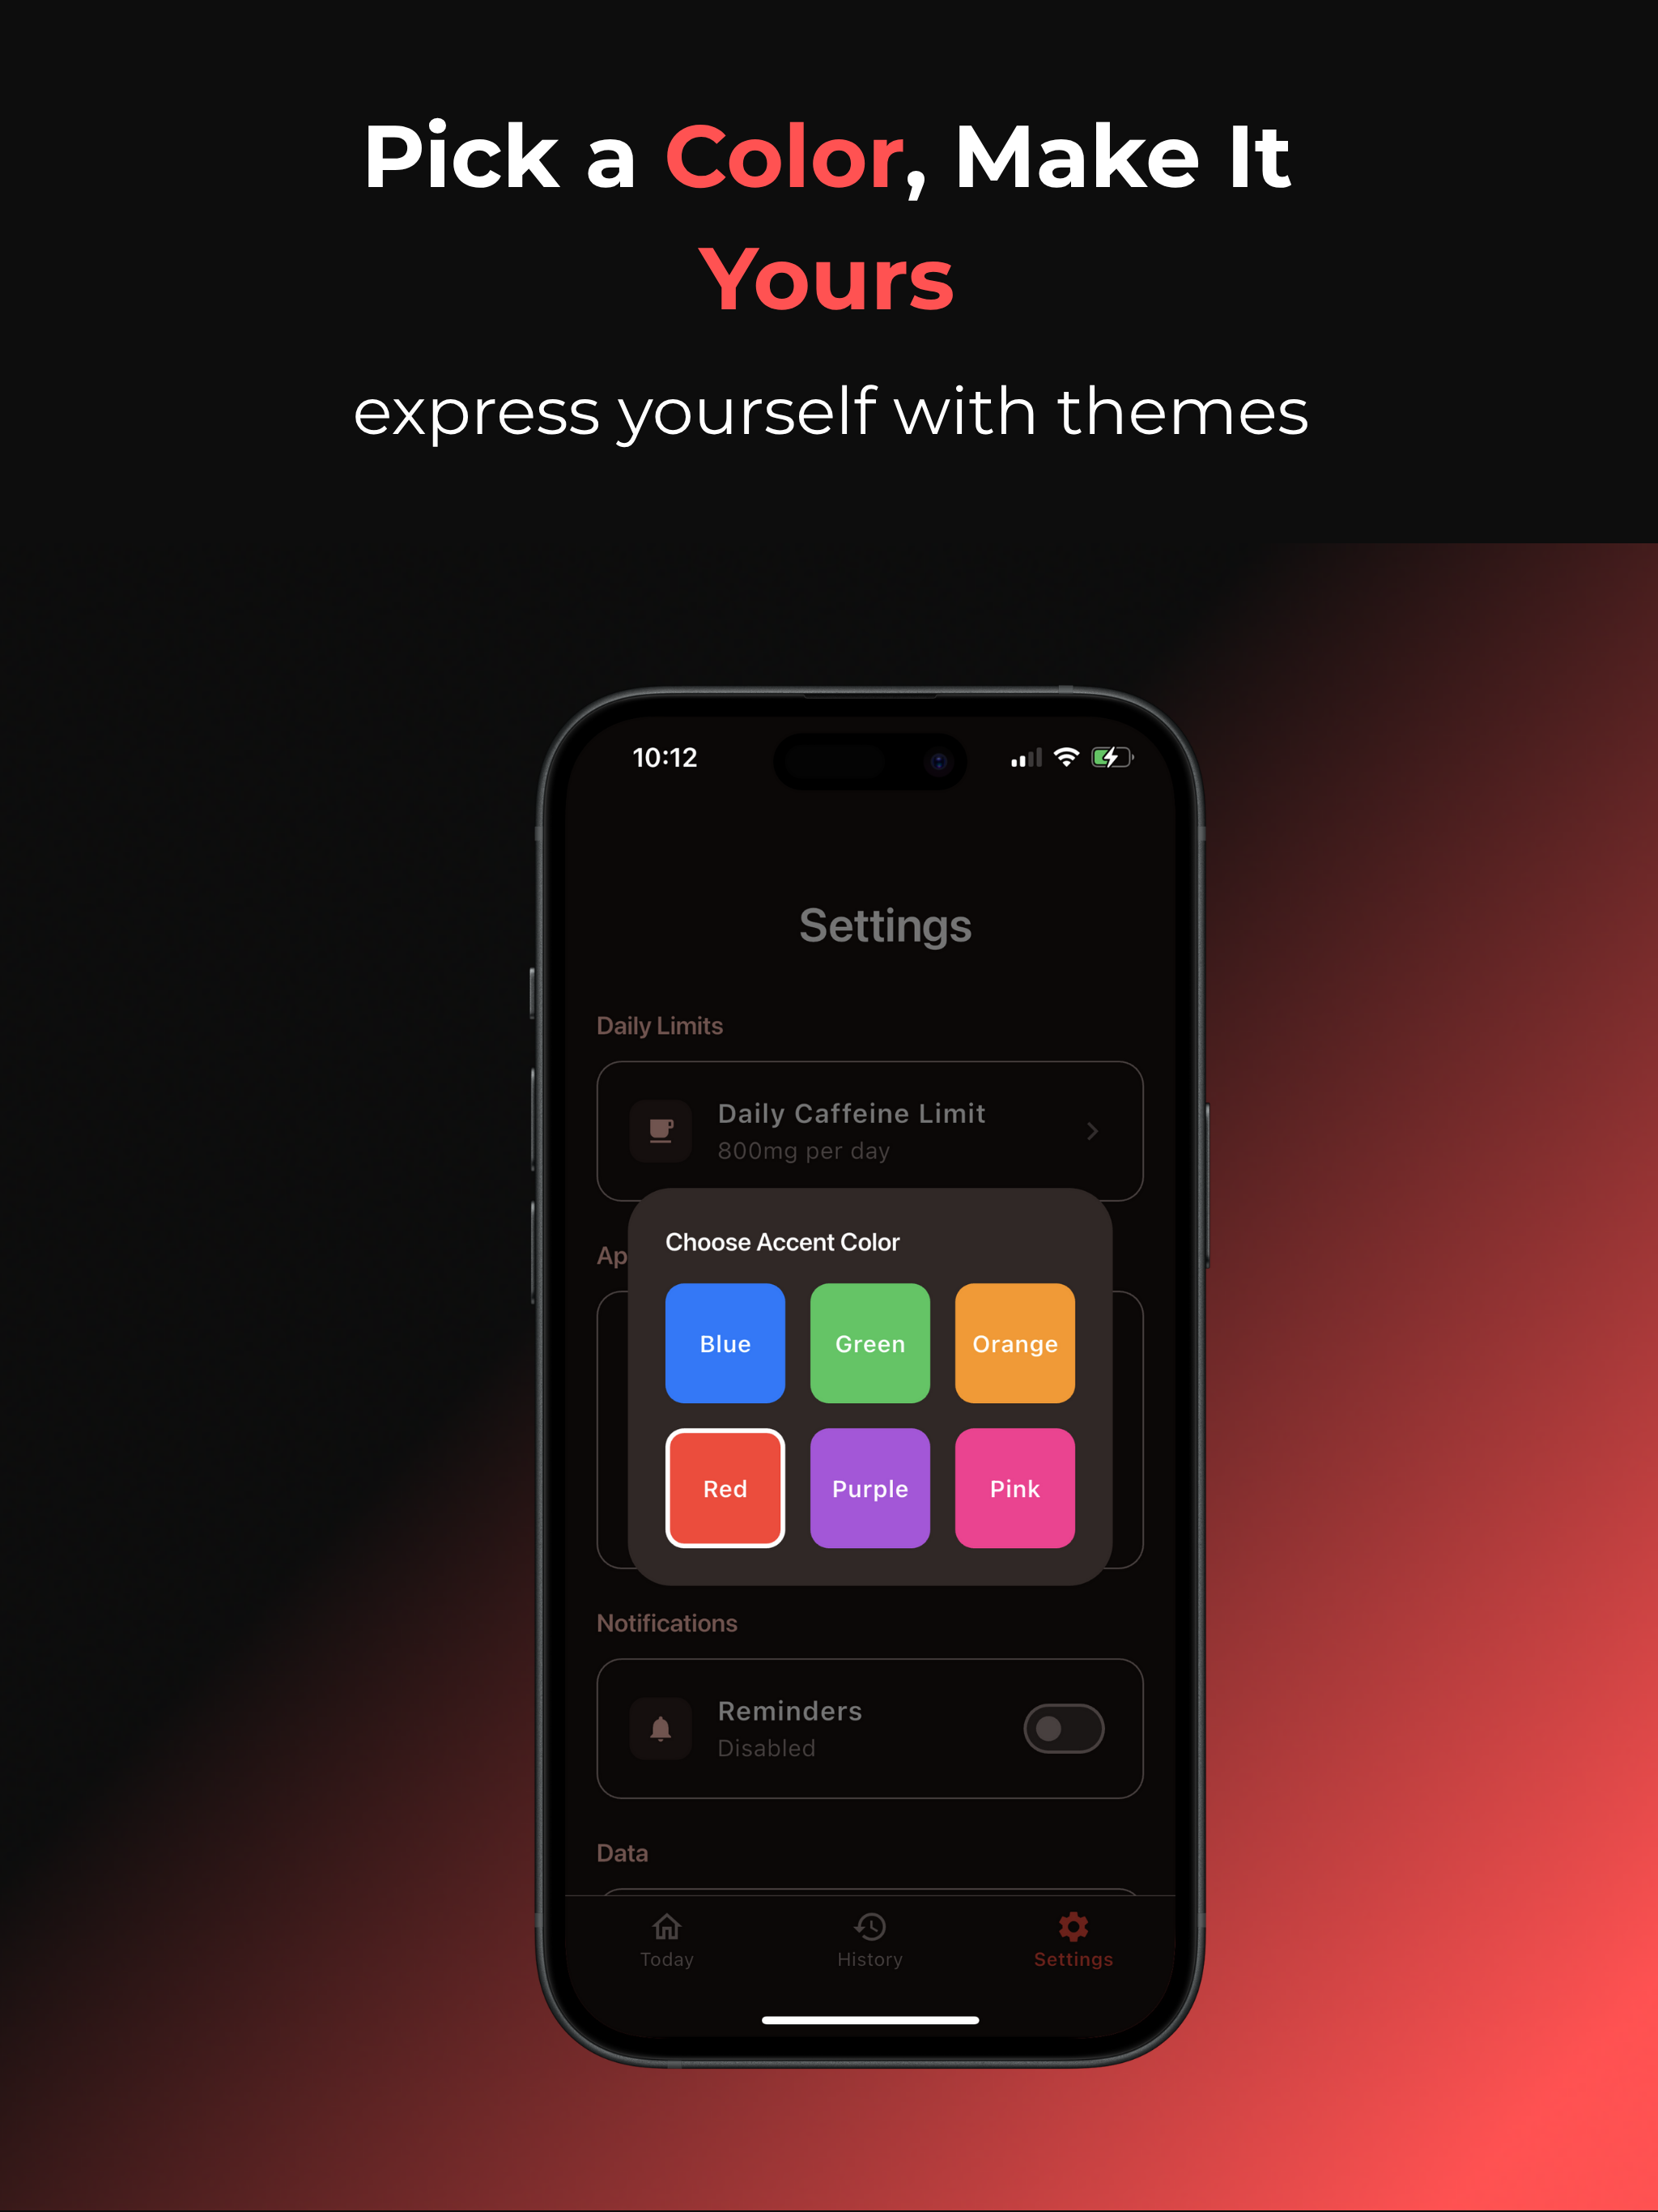 Pick a Color, Make It
Yours
express yourself with themes
10:12
Settings
Daily Limits
Daily Caffeine Limit
800mg per day
Ap
Choose Accent Color
Blue
Green
Orange
Red
Purple
Pink
Notifications
Reminders
Disabled
Data
Today
History
Settings